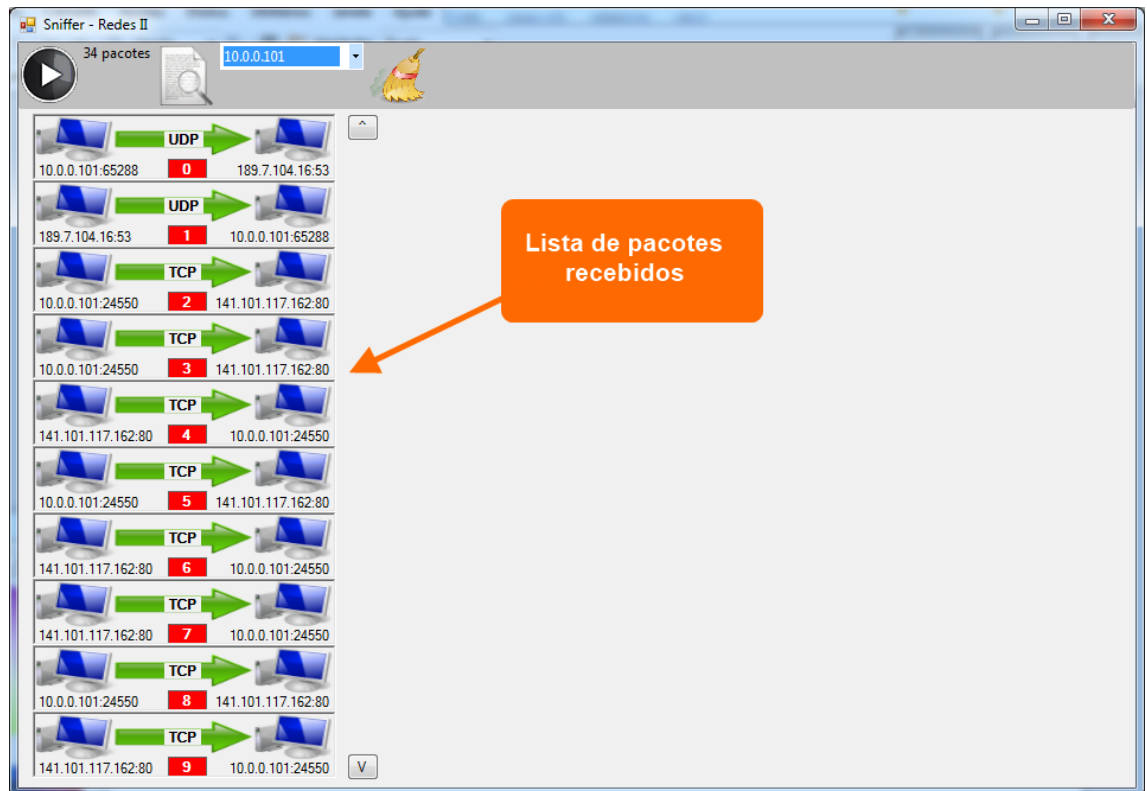 Sniffer - Redes II
34 pacotes
10.0.0.101
UDP
10.0.0.101:65288 0 189.7.104.16:53
UDP
189.7.104.16:53 1 10.0.0.101:65288
TCP
10.0.0.101:24550 2 141.101.117.162:80
TCP
10.0.0.101:24550 3 141.101.117.162:80
TCP
141.101.117.162:80 4 10.0.0.101:24550
TCP
10.0.0.101:24550 5 141.101.117.162:80
TCP
141.101.117.162:80 6 10.0.0.101:24550
TCP
141.101.117.162:80 7 10.0.0.101:24550
TCP
10.0.0.101:24550 8 141.101.117.162:80
TCP
141.101.117.162:80 9 10.0.0.101:24550
^
V
Lista de pacotes
recebidos